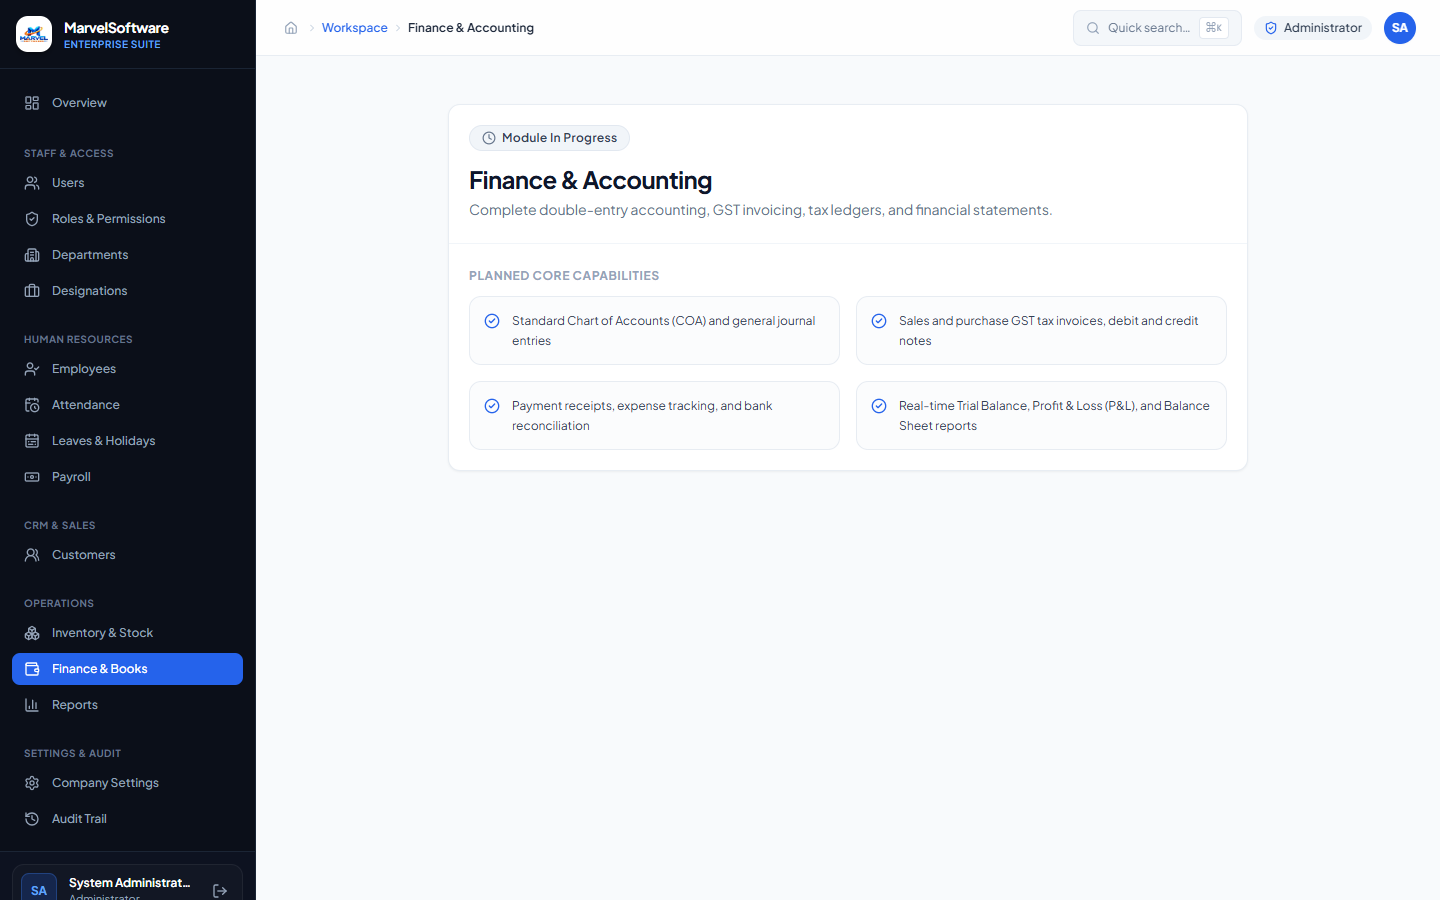 MARVEL
MarvelSoftware
ENTERPRISE SUITE
Overview
STAFF & ACCESS
Users
Roles & Permissions
Departments
Designations
HUMAN RESOURCES
Employees
Attendance
Leaves & Holidays
Payroll
CRM & SALES
Customers
OPERATIONS
Inventory & Stock
Finance & Books
Reports
SETTINGS & AUDIT
Company Settings
Audit Trail
SA
System Administrat...
Administrator
Workspace
Finance & Accounting
Quick search...
⌘K
Administrator
SA
Module In Progress
Finance & Accounting
Complete double-entry accounting, GST invoicing, tax ledgers, and financial statements.
PLANNED CORE CAPABILITIES
Standard Chart of Accounts (COA) and general journal
entries
Sales and purchase GST tax invoices, debit and credit
notes
Payment receipts, expense tracking, and bank
reconciliation
Real-time Trial Balance, Profit & Loss (P&L), and Balance
Sheet reports